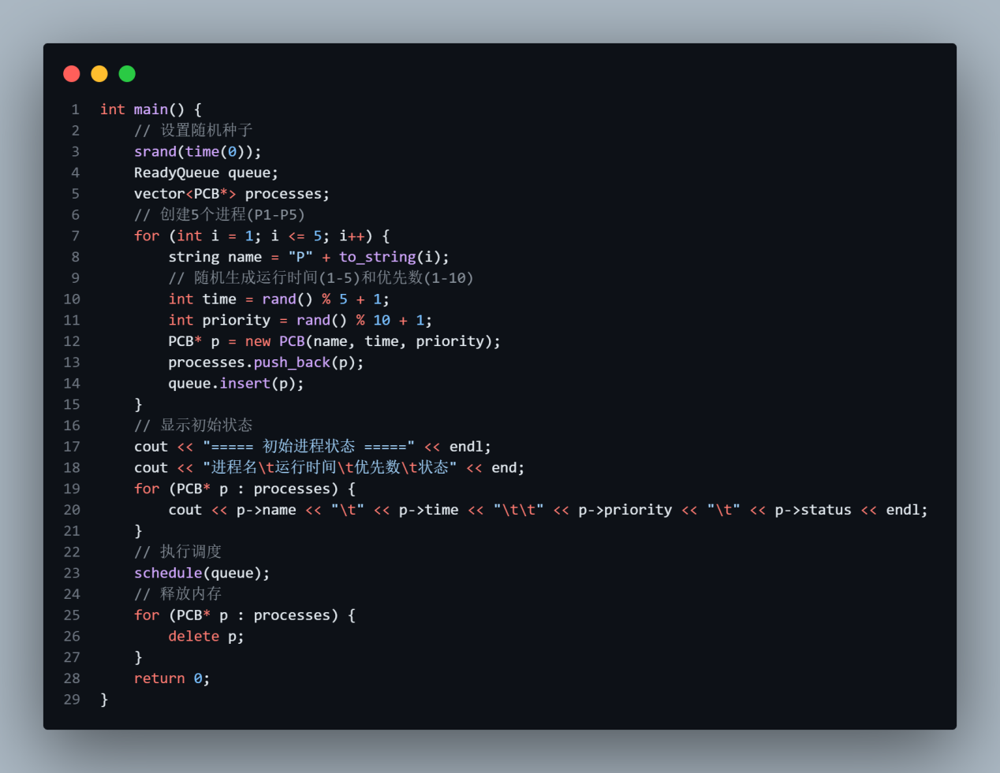 1 int main() {
2 // 设置随机种子
3 srand(time(0));
4 ReadyQueue queue;
5 vector<PCB*> processes;
6 // 创建5个进程(P1-P5)
7 for (int i = 1; i <= 5; i++) {
8 string name = "P" + to_string(i);
9 // 随机生成运行时间(1-5)和优先数(1-10)
10 int time = rand() % 5 + 1;
11 int priority = rand() % 10 + 1;
12 PCB* p = new PCB(name, time, priority);
13 processes.push_back(p);
14 queue.insert(p);
15 }
16 // 显示初始状态
17 cout << "===== 初始进程状态 =====" << endl;
18 cout << "进程名\t运行时间\t优先数\t状态" << end;
19 for (PCB* p : processes) {
20 cout << p->name << "\t" << p->time << "\t\t" << p->priority << "\t" << p->status << endl;
21 }
22 // 执行调度
23 schedule(queue);
24 // 释放内存
25 for (PCB* p : processes) {
26 delete p;
27 }
28 return 0;
29 }